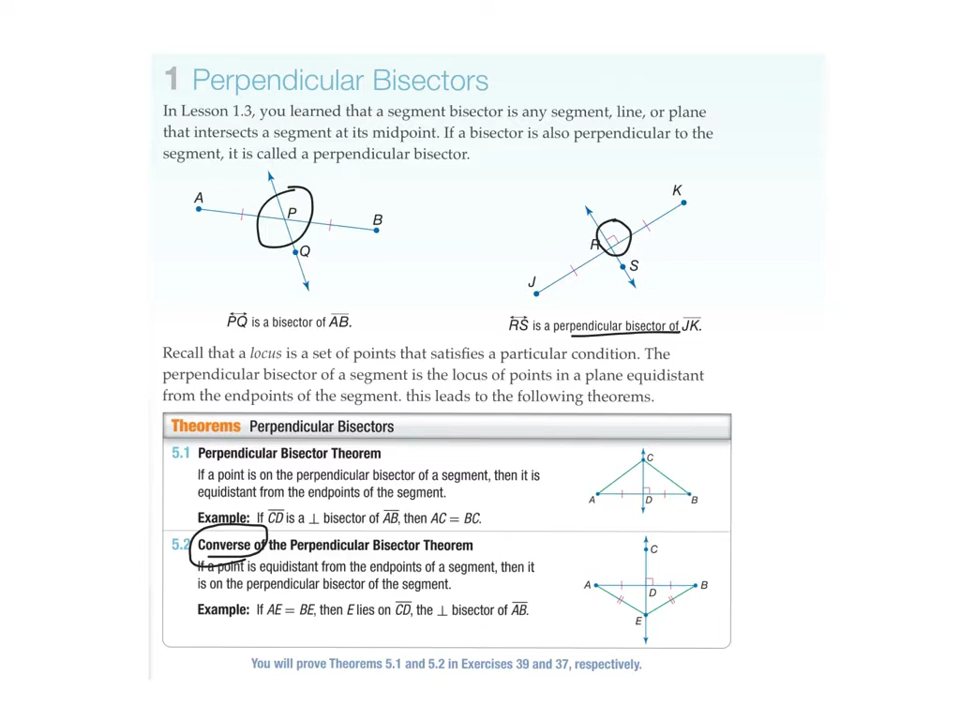 1 Perpendicular Bisectors
In Lesson 1.3, you learned that a segment bisector is any segment, line, or plane
that intersects a segment at its midpoint. If a bisector is also perpendicular to the
segment, it is called a perpendicular bisector.
A P B Q
K R S J
PQ is a bisector of AB.
RS is a perpendicular bisector of JK.
Recall that a locus is a set of points that satisfies a particular condition. The
perpendicular bisector of a segment is the locus of points in a plane equidistant
from the endpoints of the segment. this leads to the following theorems.
Theorems Perpendicular Bisectors
5.1 Perpendicular Bisector Theorem
If a point is on the perpendicular bisector of a segment, then it is
equidistant from the endpoints of the segment.
Example: If CD is a ⊥ bisector of AB, then AC = BC.
C
A D B
5.2 Converse of the Perpendicular Bisector Theorem
If a point is equidistant from the endpoints of a segment, then it
is on the perpendicular bisector of the segment.
Example: If AE = BE, then E lies on CD, the ⊥ bisector of AB.
C
A D B
E
You will prove Theorems 5.1 and 5.2 in Exercises 39 and 37, respectively.